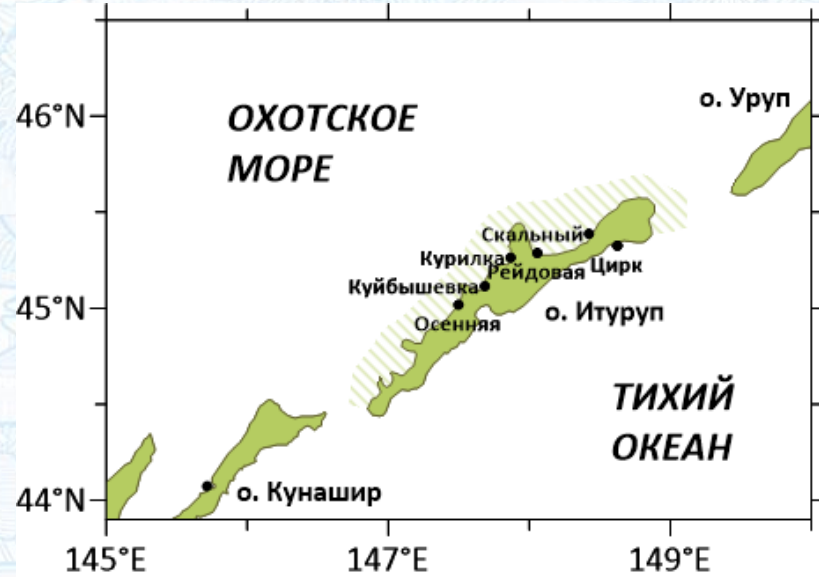 46°N
о. Уруп
ОХОТСКОЕ
МОРЕ
Скальный
Курилка
Рейдовая
Цирк
Куйбышевка
45°N
о. Итуруп
Осенняя
ТИХИЙ
ОКЕАН
44°N
о. Кунашир
145°E
147°E
149°E